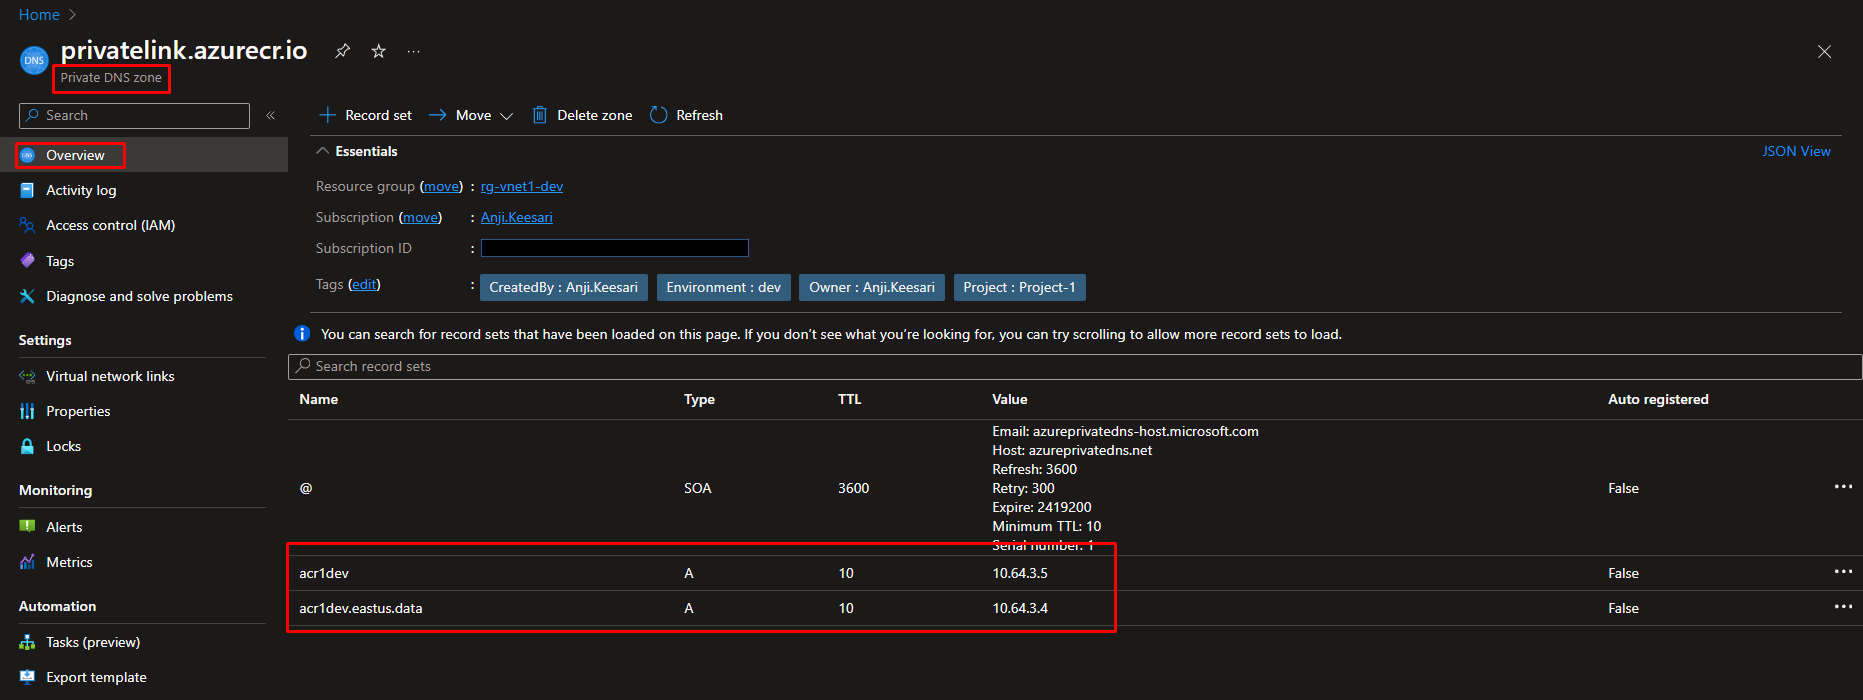 Home >
DNS
privatelink.azurecr.io
Private DNS zone
Search
Overview
Activity log
Access control (IAM)
Tags
Diagnose and solve problems
Settings
Virtual network links
Properties
Locks
Monitoring
Alerts
Metrics
Automation
Tasks (preview)
Export template
Record set Move Delete zone Refresh
Essentials JSON View
Resource group (move) : rg-vnet1-dev
Subscription (move) : Anji.Keesari
Subscription ID :
Tags (edit) : CreatedBy : Anji.Keesari Environment : dev Owner : Anji.Keesari Project : Project-1
You can search for record sets that have been loaded on this page. If you don't see what you're looking for, you can try scrolling to allow more record sets to load.
Search record sets
Name Type TTL Value Auto registered
Email: azureprivatedns-host.microsoft.com
Host: azureprivatedns.net
Refresh: 3600
@ SOA 3600 Retry: 300 False
Expire: 2419200
Minimum TTL: 10
Serial number: 1
acr1dev A 10 10.64.3.5 False
acr1dev.eastus.data A 10 10.64.3.4 False